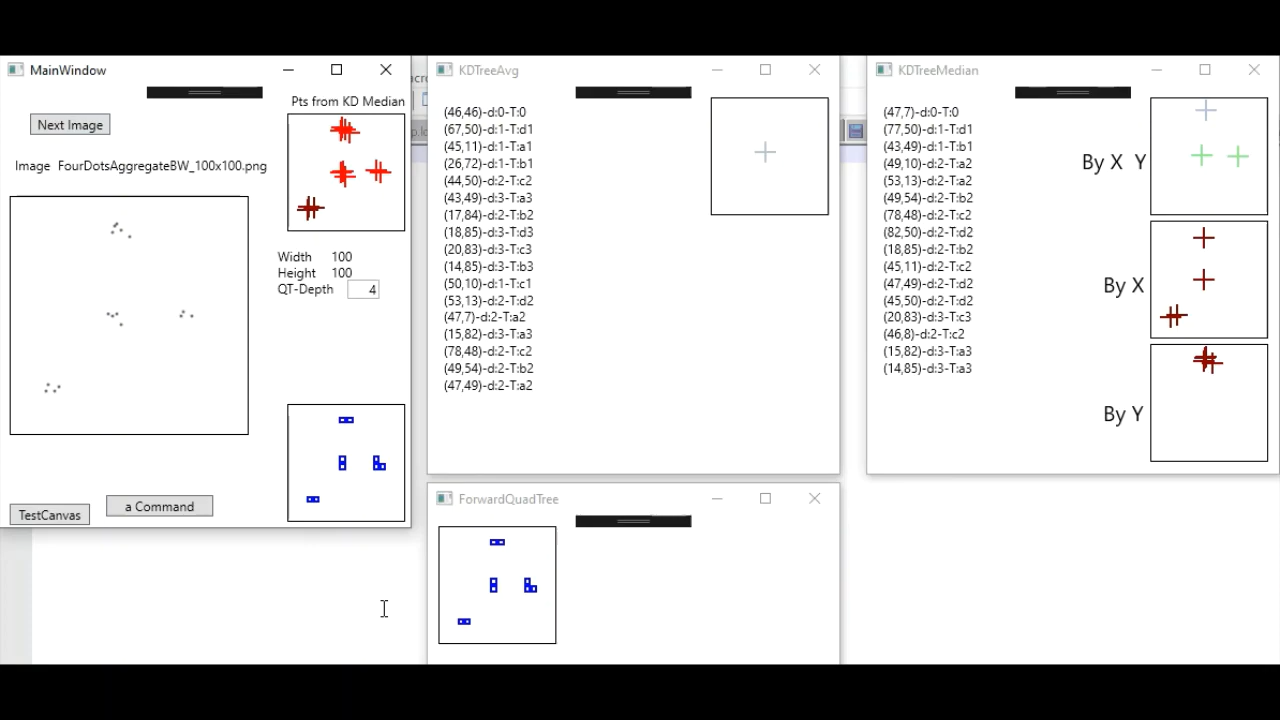 MainWindow
Pts from KD Median
Next Image
Image FourDotsAggregateBW_100x100.png
Width 100
Height 100
QT-Depth 4
TestCanvas
a Command
KDTreeAvg
(46,46)-d:0-T:0
(67,50)-d:1-T:d1
(45,11)-d:1-T:a1
(26,72)-d:1-T:b1
(44,50)-d:2-T:c2
(43,49)-d:3-T:a3
(17,84)-d:2-T:b2
(18,85)-d:3-T:d3
(20,83)-d:3-T:c3
(14,85)-d:3-T:b3
(50,10)-d:1-T:c1
(53,13)-d:2-T:d2
(47,7)-d:2-T:a2
(15,82)-d:3-T:a3
(78,48)-d:2-T:c2
(49,54)-d:2-T:b2
(47,49)-d:2-T:a2
KDTreeMedian
(47,7)-d:0-T:0
(77,50)-d:1-T:d1
(43,49)-d:1-T:b1
(49,10)-d:2-T:a2
(53,13)-d:2-T:a2
(49,54)-d:2-T:b2
(78,48)-d:2-T:c2
(82,50)-d:2-T:d2
(18,85)-d:2-T:b2
(45,11)-d:2-T:c2
(47,49)-d:2-T:d2
(45,50)-d:2-T:d2
(20,83)-d:3-T:c3
(46,8)-d:2-T:c2
(15,82)-d:3-T:a3
(14,85)-d:3-T:a3
By X Y
By X
By Y
ForwardQuadTree